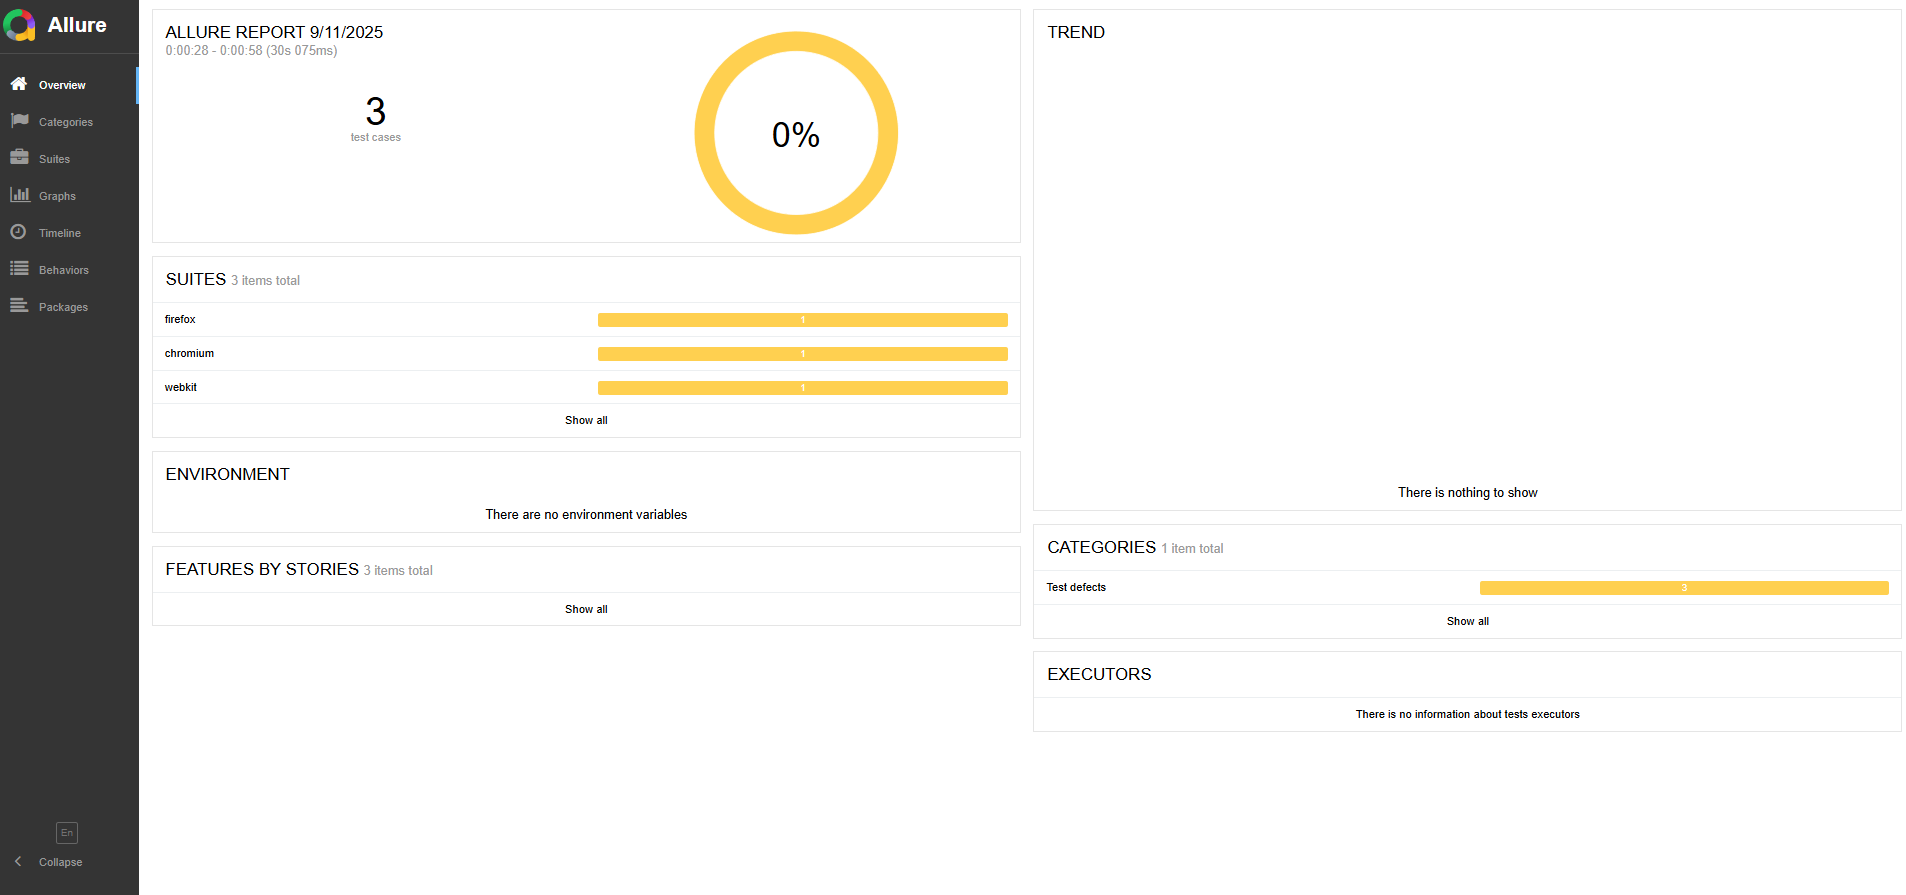 Allure
Overview
Categories
Suites
Graphs
Timeline
Behaviors
Packages
En
Collapse
ALLURE REPORT 9/11/2025
0:00:28 - 0:00:58 (30s 075ms)
3
test cases
0%
SUITES 3 items total
firefox 1
chromium 1
webkit 1
Show all
ENVIRONMENT
There are no environment variables
FEATURES BY STORIES 3 items total
Show all
TREND
There is nothing to show
CATEGORIES 1 item total
Test defects 3
Show all
EXECUTORS
There is no information about tests executors